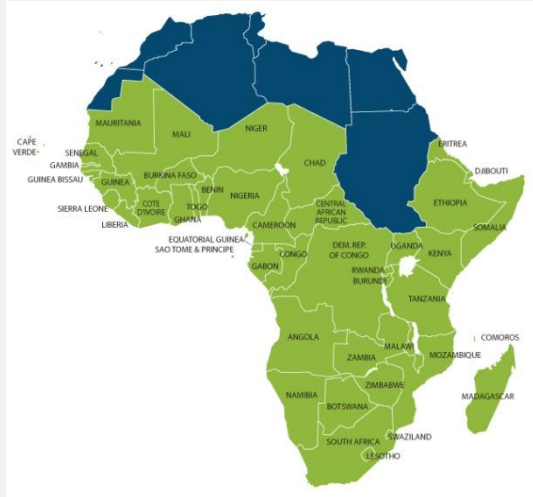 MAURITANIA
MALI
NIGER
CHAD
ERITREA
CAPE
VERDE
SENEGAL
GAMBIA
GUINEA BISSAU
GUINEA
BURKINA FASO
BENIN
NIGERIA
DJIBOUTI
ETHIOPIA
SIERRA LEONE
COTE
D'IVOIRE
TOGO
GHANA
LIBERIA
CENTRAL
AFRICAN
REPUBLIC
SOMALIA
CAMEROON
EQUATORIAL GUINEA
SAO TOME & PRINCIPE
GABON
CONGO
DEM. REP.
OF CONGO
UGANDA
KENYA
RWANDA
BURUNDI
TANZANIA
ANGOLA
MALAWI
COMOROS
ZAMBIA
MOZAMBIQUE
ZIMBABWE
NAMIBIA
BOTSWANA
MADAGASCAR
SOUTH AFRICA
SWAZILAND
LESOTHO